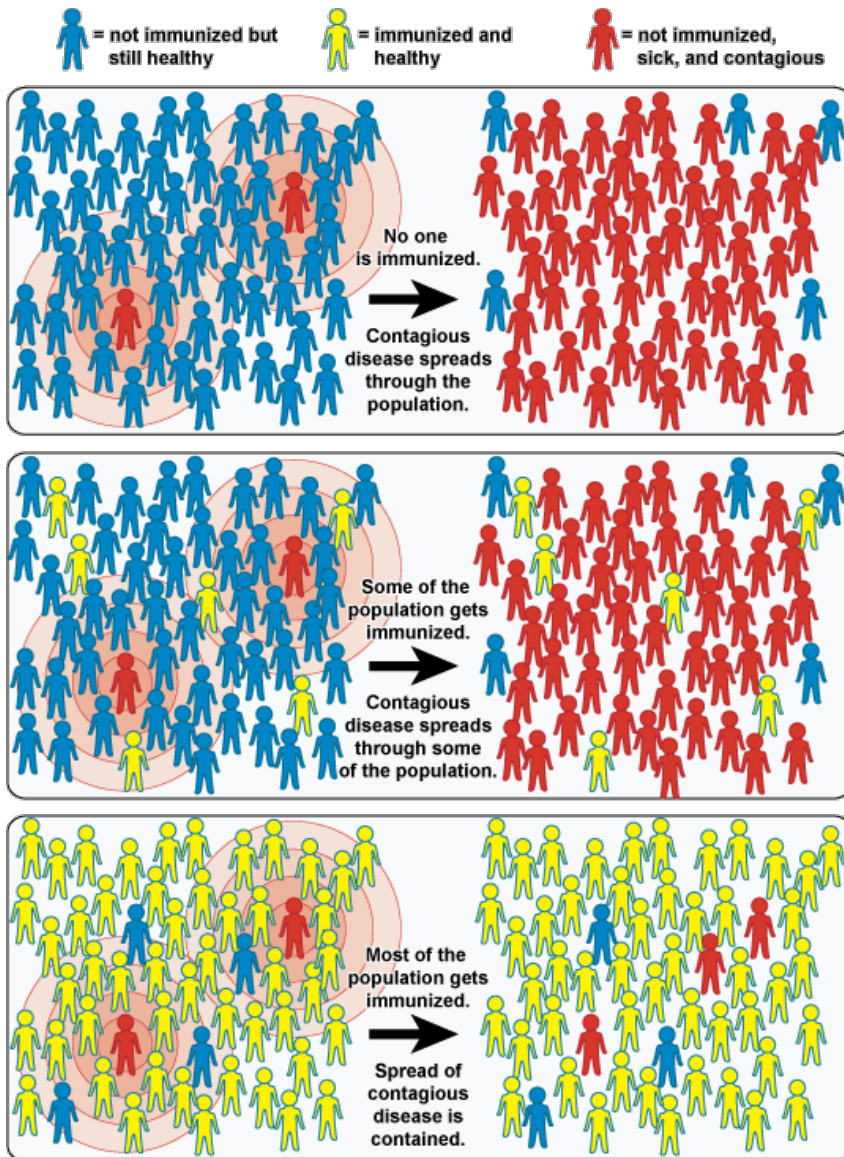 = not immunized but
still healthy
= immunized and
healthy
= not immunized,
sick, and contagious
No one
is immunized.
Contagious
disease spreads
through the
population.
Some of the
population gets
immunized.
Contagious
disease spreads
through some
of the population.
Most of the
population gets
immunized.
Spread of
contagious
disease is
contained.